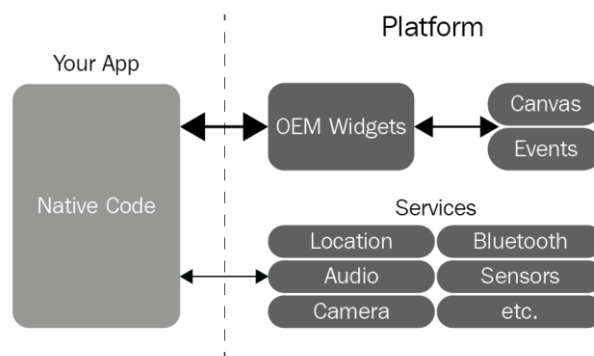 Platform
Your App
Native Code
OEM Widgets
Canvas
Events
Services
Location
Bluetooth
Audio
Sensors
Camera
etc.